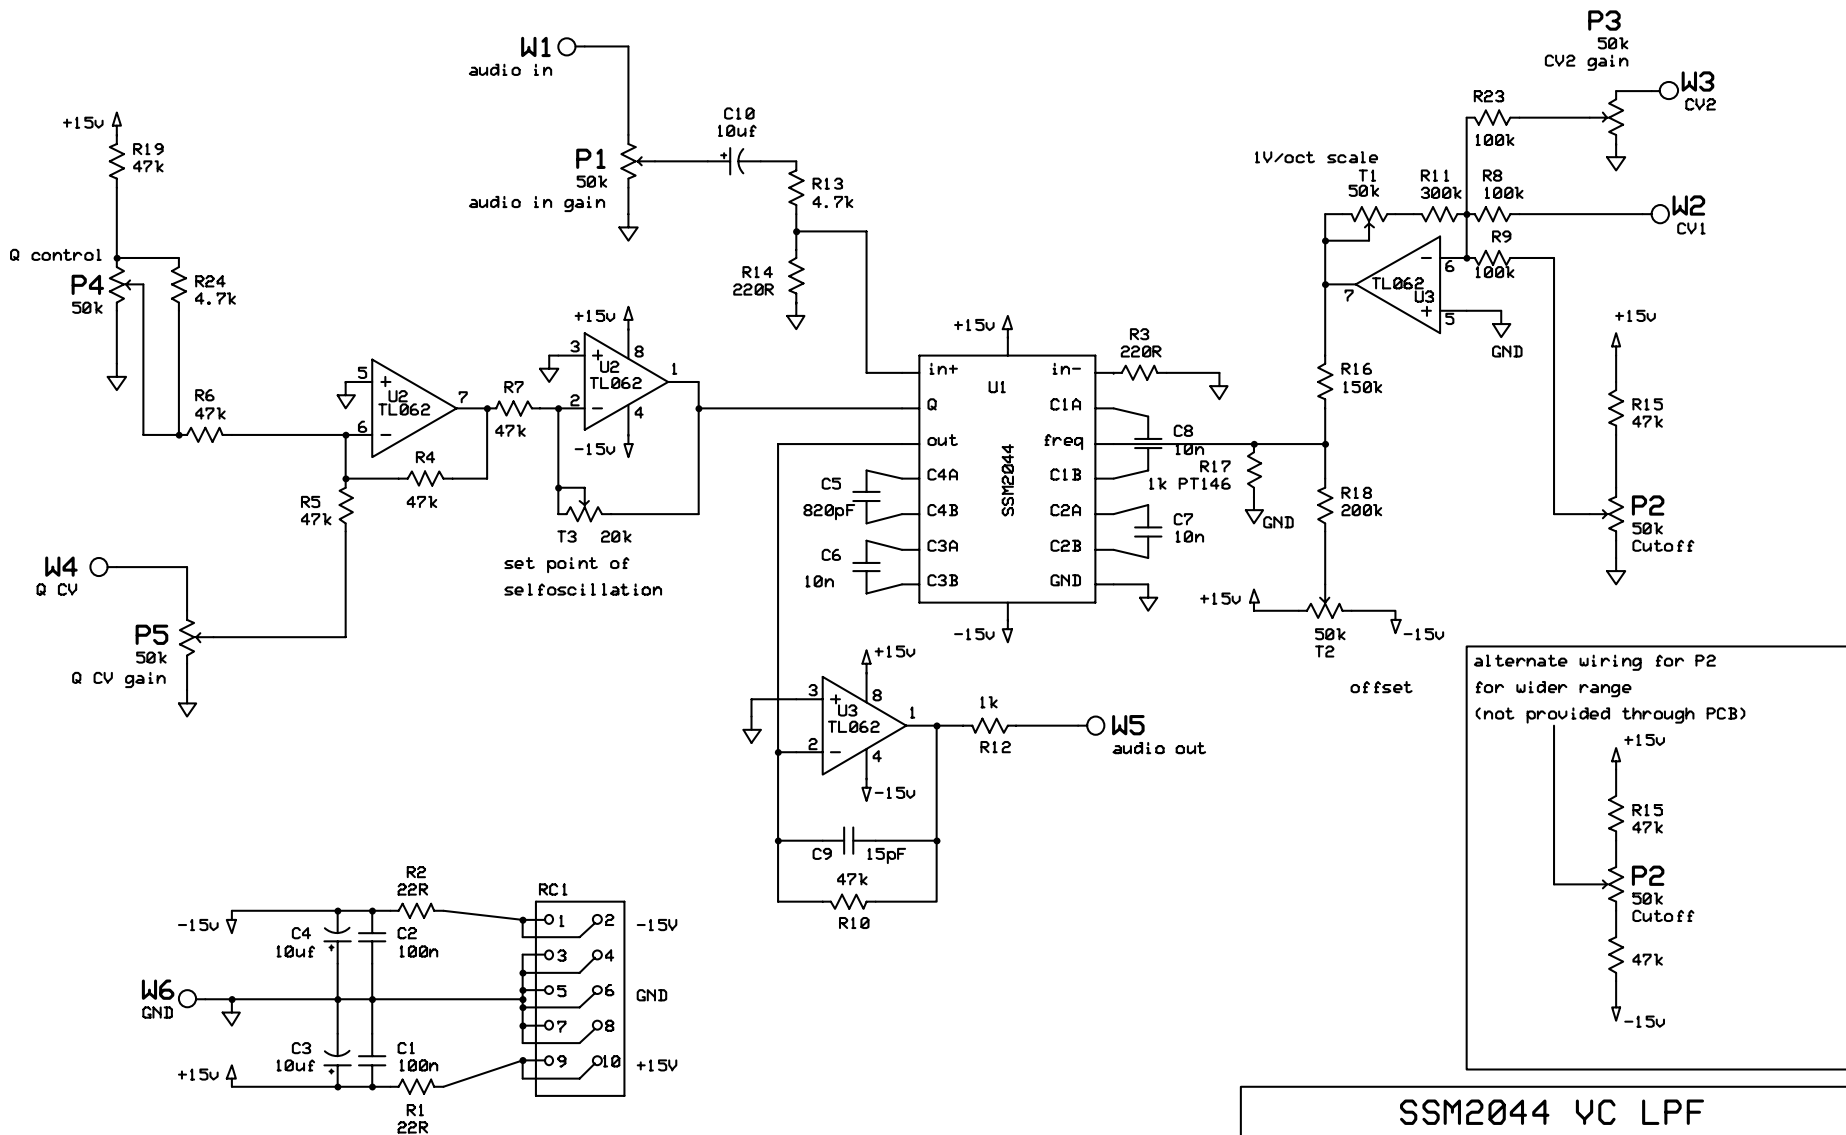 W1
audio in
P1
50k
audio in gain
C10
10uf
R13
4.7k
R14
220R
+15v
R19
47k
Q control
P4
50k
R24
4.7k
R6
47k
5
6
7
U2
TL062
R4
47k
R5
47k
R7
47k
+15v
3
2
8
1
4
U2
TL062
-15v
T3
20k
set point of
selfoscillation
W4
Q CV
P5
50k
Q CV gain
+15v
in+
Q
out
C4A
C4B
C3A
C3B
U1
SSM2044
in-
C1A
freq
C1B
C2A
C2B
GND
-15v
R3
220R
C8
10n
C7
10n
C5
820pF
C6
10n
R17
1k PT146
GND
P3
50k
CV2 gain
W3
CV2
R23
100k
1V/oct scale
T1
50k
R11
300k
R8
100k
W2
CV1
R9
100k
TL062
U3
6
5
7
GND
R16
150k
R18
200k
+15v
50k
T2
-15v
offset
+15v
R15
47k
P2
50k
Cutoff
+15v
3
2
8
1
4
U3
TL062
-15v
1k
R12
W5
audio out
C9
15pF
47k
R10
R2
22R
-15v
C4
10uf
C2
100n
W6
GND
C3
10uf
C1
100n
+15v
R1
22R
RC1
1
2
-15V
3
4
5
6
GND
7
8
9
10
+15V
alternate wiring for P2
for wider range
(not provided through PCB)
+15v
R15
47k
P2
50k
Cutoff
47k
-15v
SSM2044 VC LPF